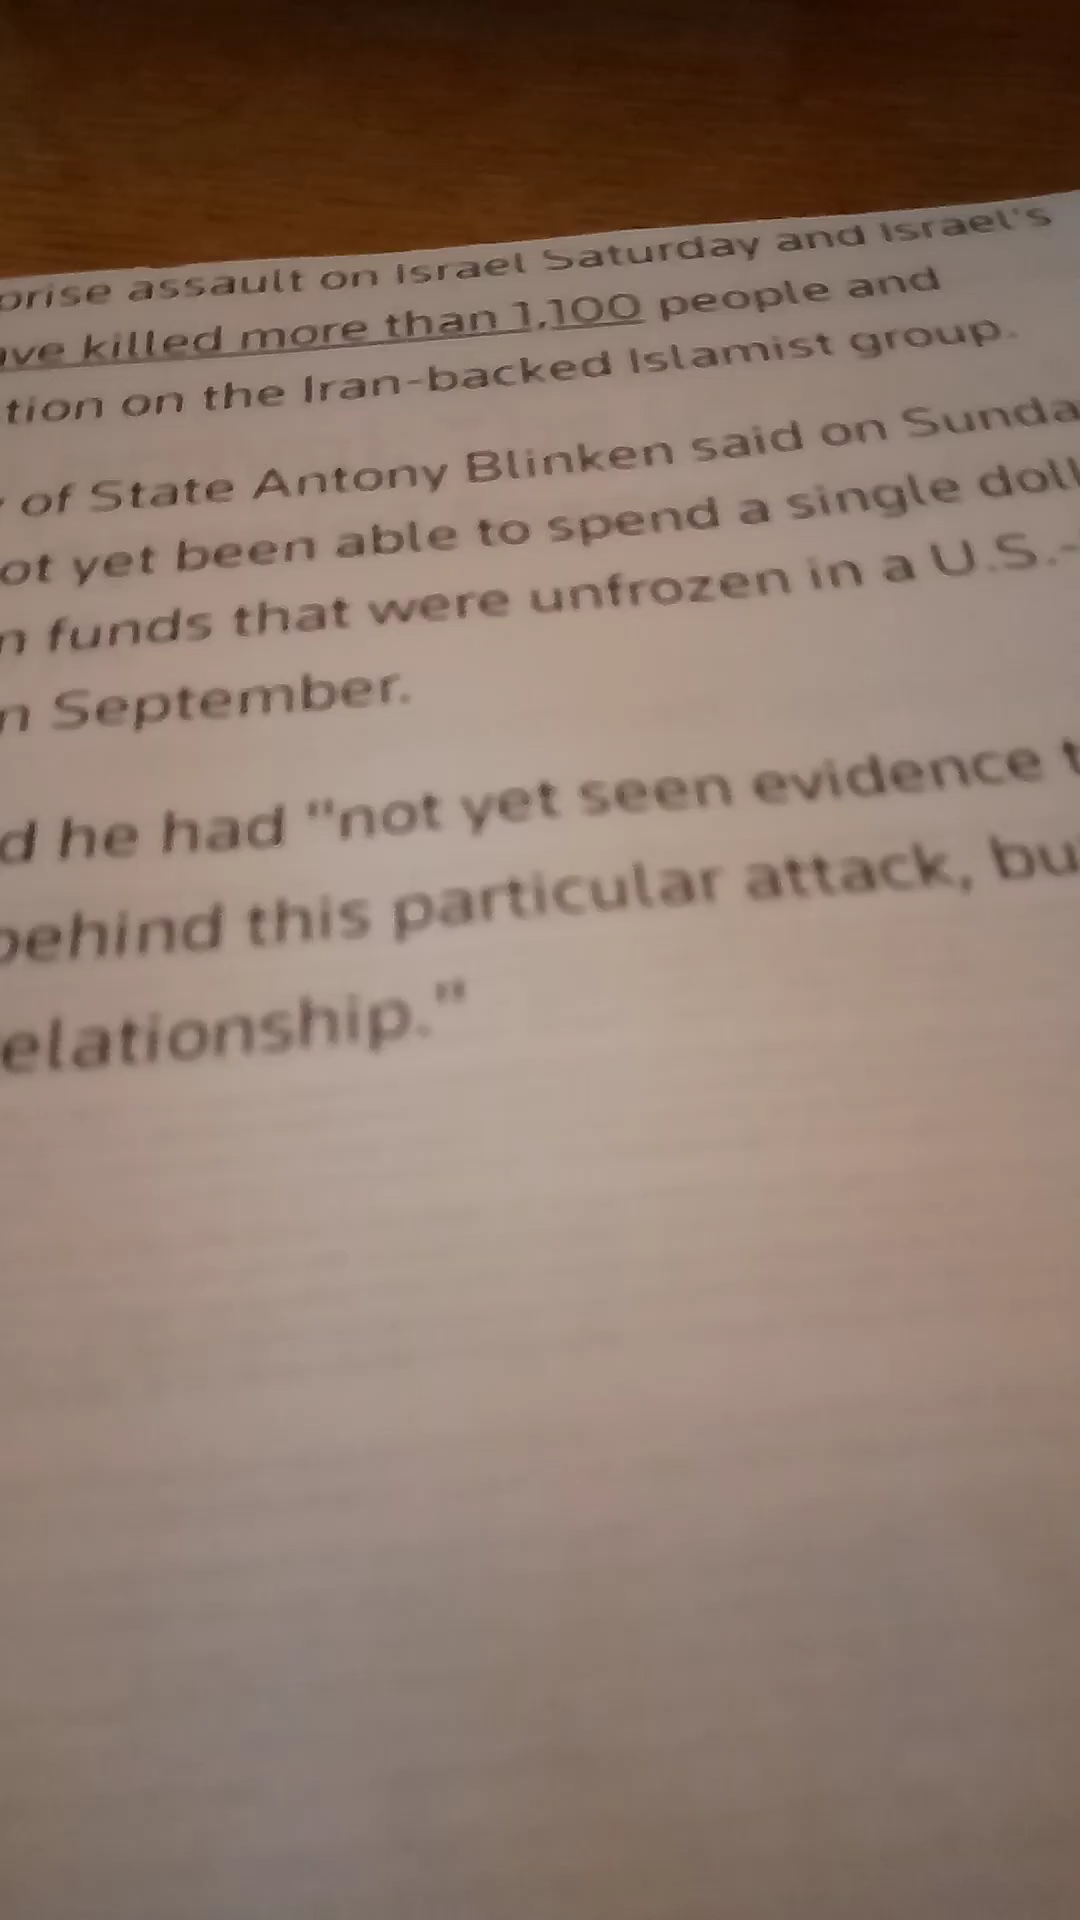 prise assault on Israel Saturday and Israel's
ave killed more than 1,100 people and
tion on the Iran-backed Islamist group.
of State Antony Blinken said on Sunda
ot yet been able to spend a single doll
n funds that were unfrozen in a U.S.-
n September.
d he had "not yet seen evidence t
behind this particular attack, bu
elationship."